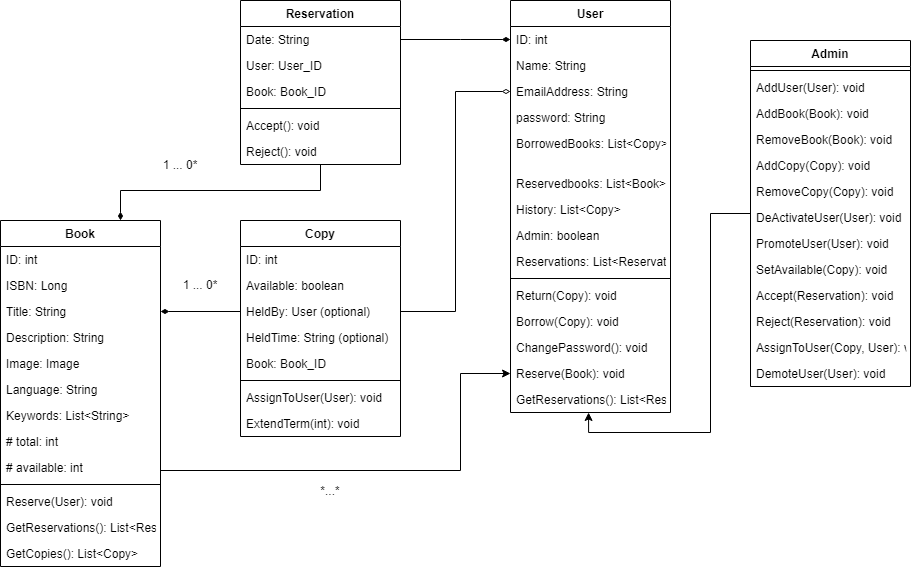 Reservation
Date: String
User: User_ID
Book: Book_ID
Accept(): void
Reject(): void
User
ID: int
Name: String
EmailAddress: String
password: String
BorrowedBooks: List<Copy>
Reservedbooks: List<Book>
History: List<Copy>
Admin: boolean
Reservations: List<Reservat
Return(Copy): void
Borrow(Copy): void
ChangePassword(): void
Reserve(Book): void
GetReservations(): List<Res
Admin
AddUser(User): void
AddBook(Book): void
RemoveBook(Book): void
AddCopy(Copy): void
RemoveCopy(Copy): void
DeActivateUser(User): void
PromoteUser(User): void
SetAvailable(Copy): void
Accept(Reservation): void
Reject(Reservation): void
AssignToUser(Copy, User):
DemoteUser(User): void
1 ... 0*
Book
ID: int
ISBN: Long
Title: String
Description: String
Image: Image
Language: String
Keywords: List<String>
# total: int
# available: int
Reserve(User): void
GetReservations(): List<Res
GetCopies(): List<Copy>
1 ... 0*
Copy
ID: int
Available: boolean
HeldBy: User (optional)
HeldTime: String (optional)
Book: Book_ID
AssignToUser(User): void
ExtendTerm(int): void
*...*